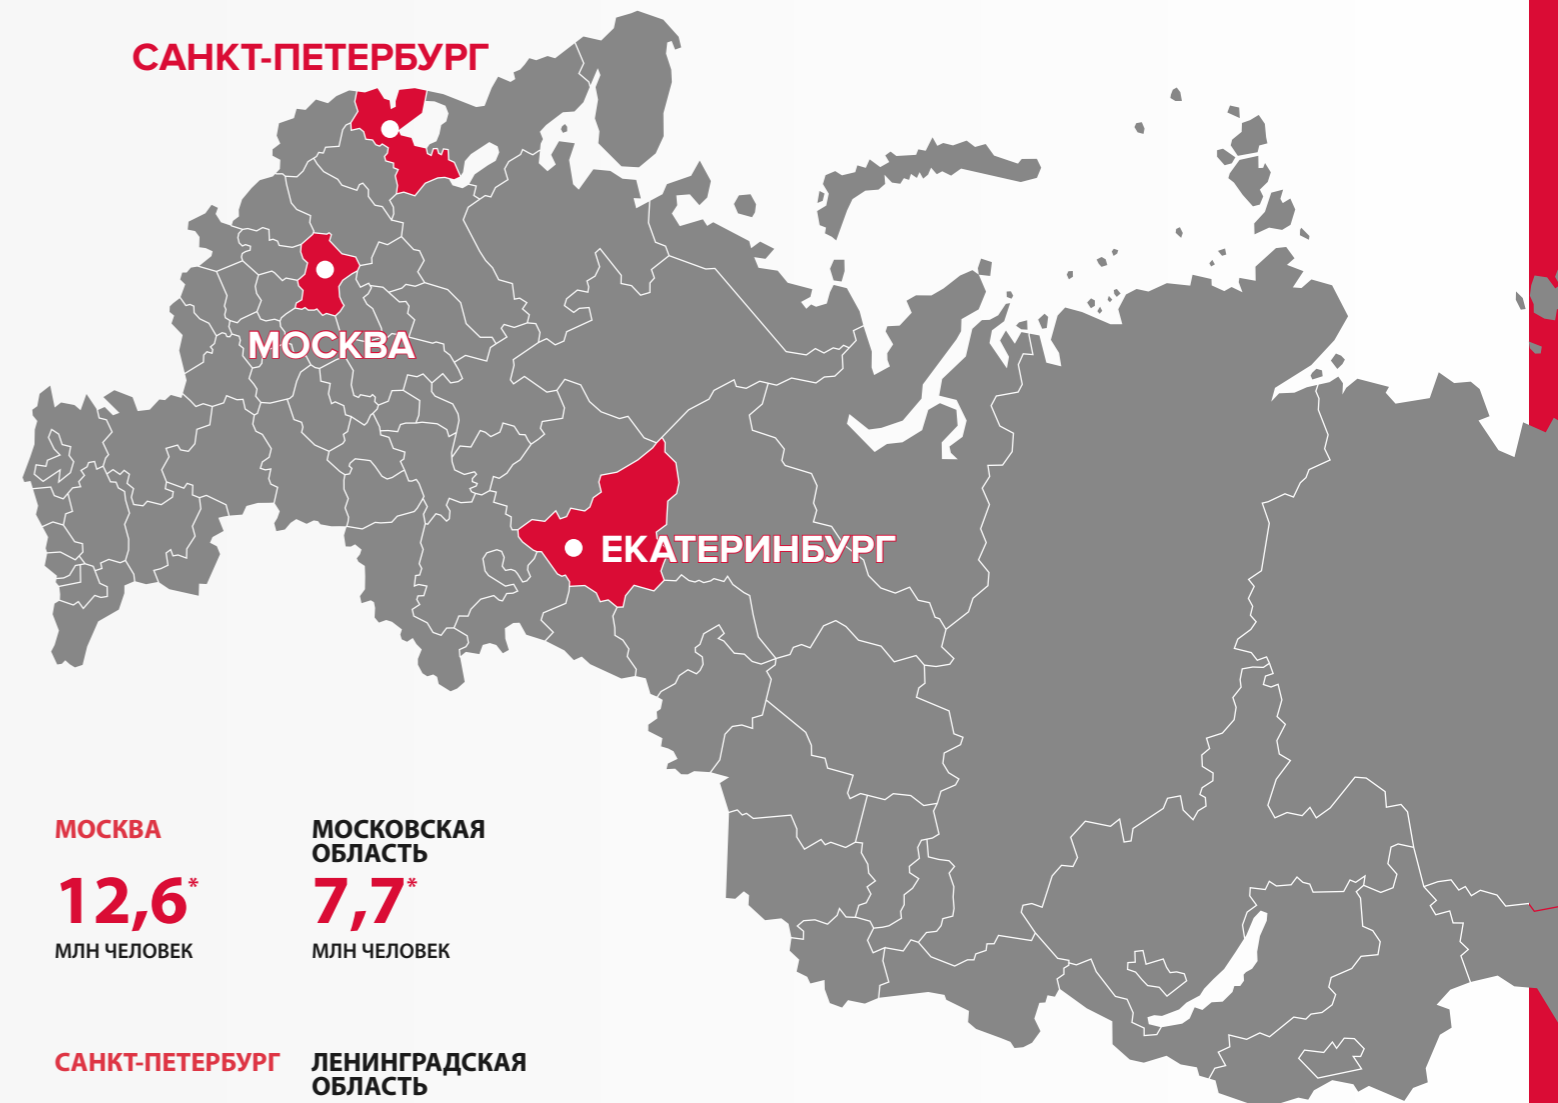 САНКТ-ПЕТЕРБУРГ
МОСКВА
ЕКАТЕРИНБУРГ
МОСКВА
12,6*
МЛН ЧЕЛОВЕК
МОСКОВСКАЯ
ОБЛАСТЬ
7,7*
МЛН ЧЕЛОВЕК
САНКТ-ПЕТЕРБУРГ
ЛЕНИНГРАДСКАЯ
ОБЛАСТЬ